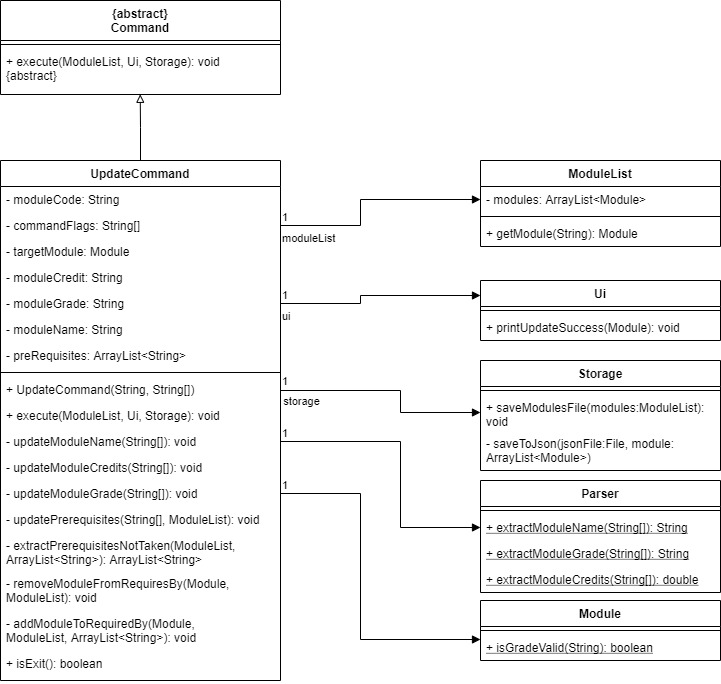 {abstract}
Command
+ execute(ModuleList, Ui, Storage): void
{abstract}
UpdateCommand
- moduleCode: String
- commandFlags: String[]
- targetModule: Module
- moduleCredit: String
- moduleGrade: String
- moduleName: String
- preRequisites: ArrayList<String>
+ UpdateCommand(String, String[])
+ execute(ModuleList, Ui, Storage): void
- updateModuleName(String[]): void
- updateModuleCredits(String[]): void
- updateModuleGrade(String[]): void
- updatePrerequisites(String[], ModuleList): void
- extractPrerequisitesNotTaken(ModuleList,
ArrayList<String>): ArrayList<String>
- removeModuleFromRequiresBy(Module,
ModuleList): void
- addModuleToRequiredBy(Module,
ModuleList, ArrayList<String>): void
+ isExit(): boolean
1
moduleList
1
ui
1
storage
1
1
ModuleList
- modules: ArrayList<Module>
+ getModule(String): Module
Ui
+ printUpdateSuccess(Module): void
Storage
+ saveModulesFile(modules:ModuleList):
void
- saveToJson(jsonFile:File, module:
ArrayList<Module>)
Parser
+ extractModuleName(String[]): String
+ extractModuleGrade(String[]): String
+ extractModuleCredits(String[]): double
Module
+ isGradeValid(String): boolean